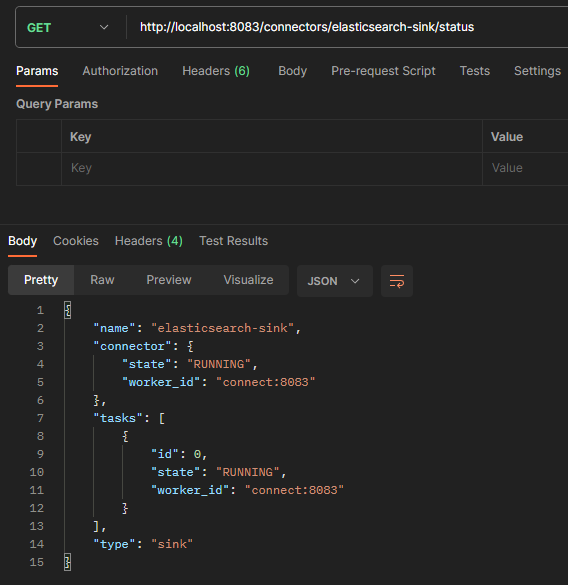 GET http://localhost:8083/connectors/elasticsearch-sink/status
Params Authorization Headers (6) Body Pre-request Script Tests Settings
Query Params
Key Value
Key Value
Body Cookies Headers (4) Test Results
Pretty Raw Preview Visualize JSON
1 {
2 "name": "elasticsearch-sink",
3 "connector": {
4 "state": "RUNNING",
5 "worker_id": "connect:8083"
6 },
7 "tasks": [
8 {
9 "id": 0,
10 "state": "RUNNING",
11 "worker_id": "connect:8083"
12 }
13 ],
14 "type": "sink"
15 }